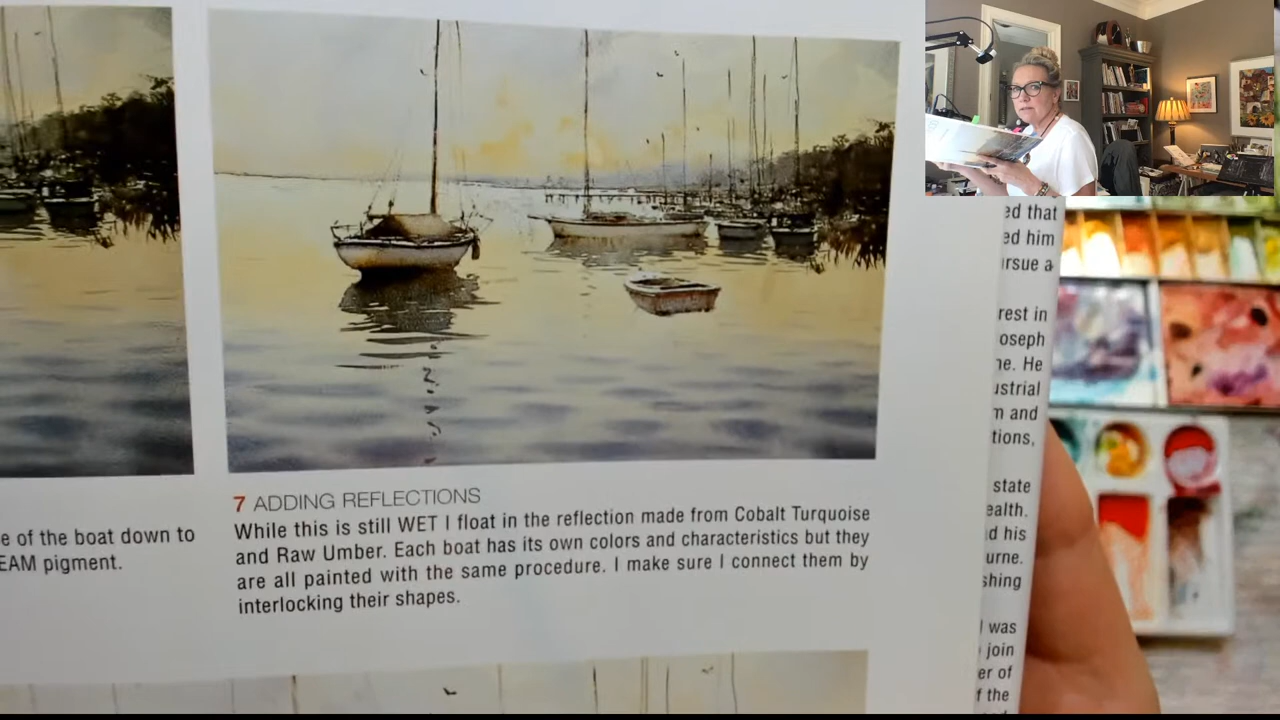 e of the boat down to
EAM pigment.
7 ADDING REFLECTIONS
While this is still WET I float in the reflection made from Cobalt Turquoise
and Raw Umber. Each boat has its own colors and characteristics but they
are all painted with the same procedure. I make sure I connect them by
interlocking their shapes.
ed that
ed him
ursue a
rest in
oseph
ne. He
ustrial
n and
tions,
state
ealth.
d his
urne.
shing
I was
join
er of
f the